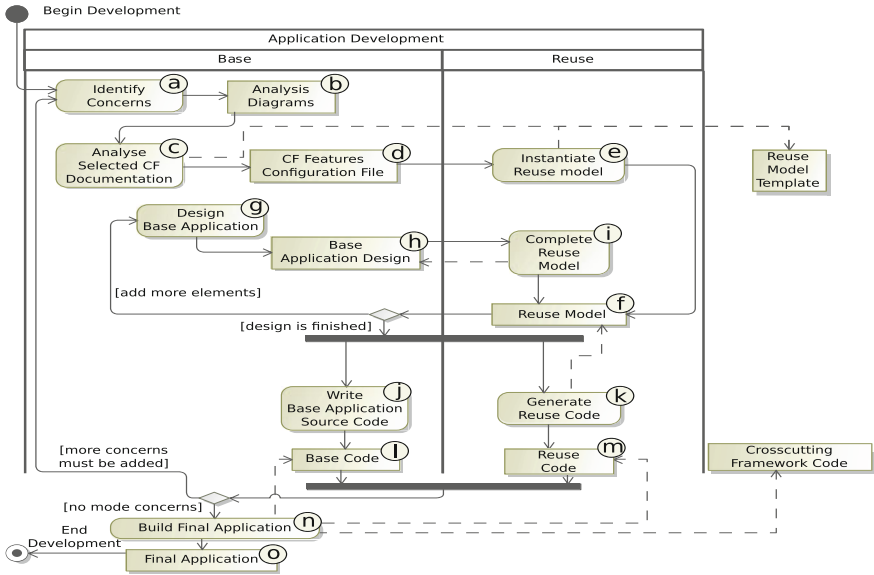 Begin Development
Application Development
Base
Reuse
Identify
Concerns
a
Analysis
Diagrams
b
Analyse
Selected CF
Documentation
c
CF Features
Configuration File
d
Instantiate
Reuse model
e
Reuse
Model
Template
Design
Base Application
g
Base
Application Design
h
Complete
Reuse
Model
i
[add more elements]
Reuse Model
f
[design is finished]
Write
Base Application
Source Code
j
Generate
Reuse Code
k
Base Code
l
Reuse
Code
m
Crosscutting
Framework Code
[more concerns
must be added]
[no mode concerns]
Build Final Application
n
End
Development
Final Application
o